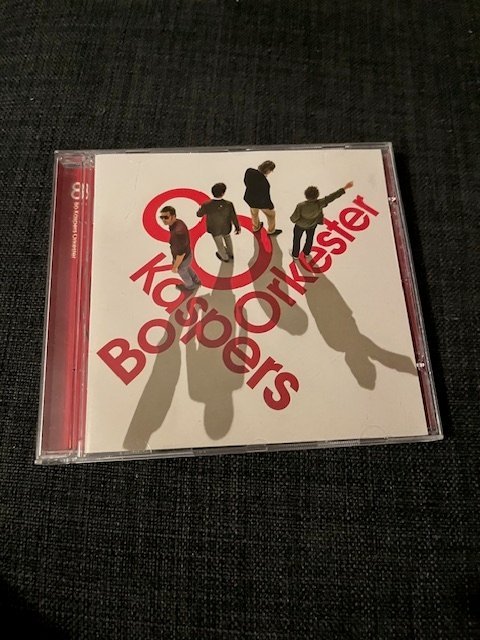 8
Bo Kaspers Orkester
8
Bo
Kaspers
Orkester